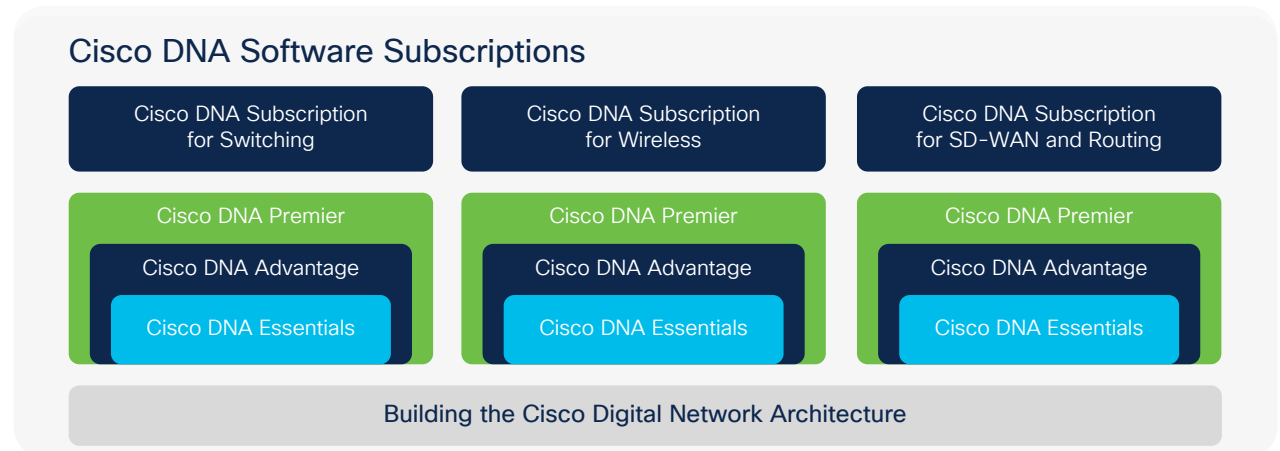 Cisco DNA Software Subscriptions
Cisco DNA Subscription
for Switching
Cisco DNA Subscription
for Wireless
Cisco DNA Subscription
for SD-WAN and Routing
Cisco DNA Premier
Cisco DNA Advantage
Cisco DNA Essentials
Cisco DNA Premier
Cisco DNA Advantage
Cisco DNA Essentials
Cisco DNA Premier
Cisco DNA Advantage
Cisco DNA Essentials
Building the Cisco Digital Network Architecture